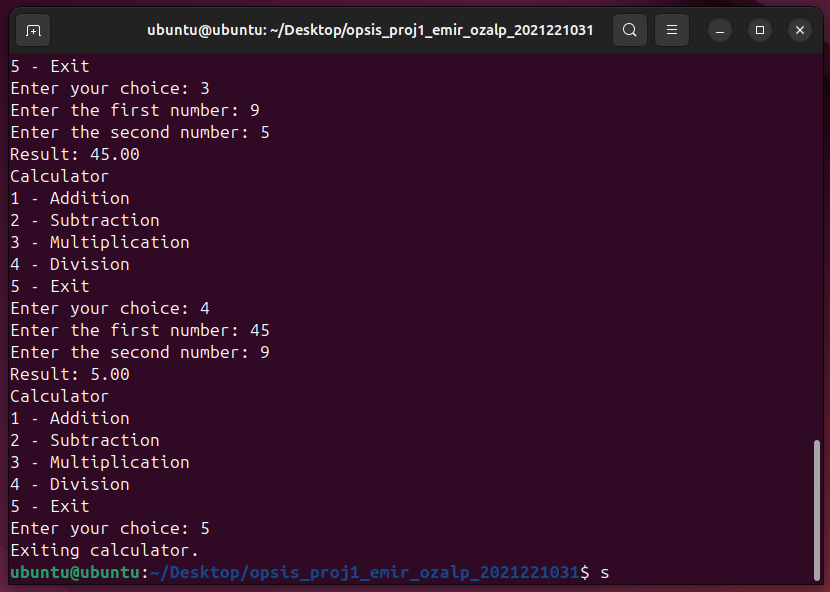 ubuntu@ubuntu: ~/Desktop/opsis_proj1_emir_ozalp_2021221031
5 - Exit
Enter your choice: 3
Enter the first number: 9
Enter the second number: 5
Result: 45.00
Calculator
1 - Addition
2 - Subtraction
3 - Multiplication
4 - Division
5 - Exit
Enter your choice: 4
Enter the first number: 45
Enter the second number: 9
Result: 5.00
Calculator
1 - Addition
2 - Subtraction
3 - Multiplication
4 - Division
5 - Exit
Enter your choice: 5
Exiting calculator.
ubuntu@ubuntu:~/Desktop/opsis_proj1_emir_ozalp_2021221031$ s